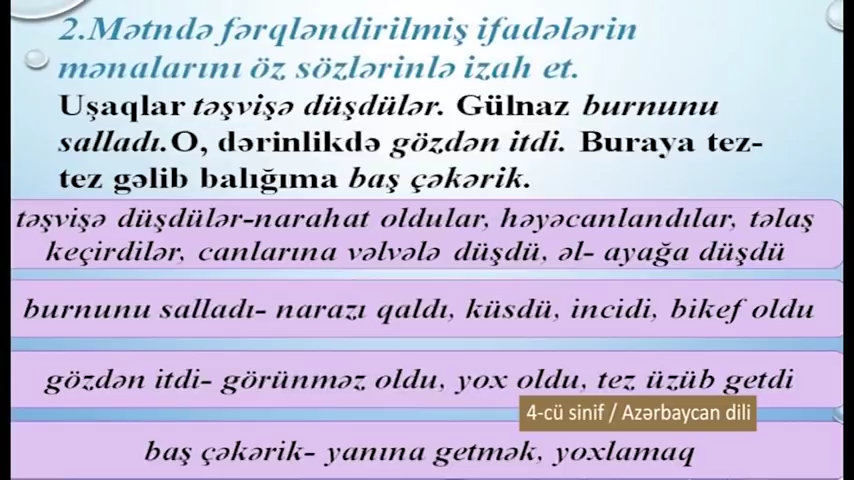 2.Mətndə fərqləndirilmiş ifadələrin
mənalarını öz sözlərinlə izah et.
Uşaqlar təşvişə düşdülər. Gülnaz burnunu
salladı.O, dərinlikdə gözdən itdi. Buraya tez-
tez gəlib balığıma baş çəkərik.
təşvişə düşdülər-narahat oldular, həyəcanlandılar, təlaş
keçirdilər, canlarına vəlvələ düşdü, əl- ayağa düşdü
burnunu salladı- narazı qaldı, küsdü, incidi, bikef oldu
gözdən itdi- görünməz oldu, yox oldu, tez üzüb getdi
4-cü sinif / Azərbaycan dili
baş çəkərik- yanına getmək, yoxlamaq